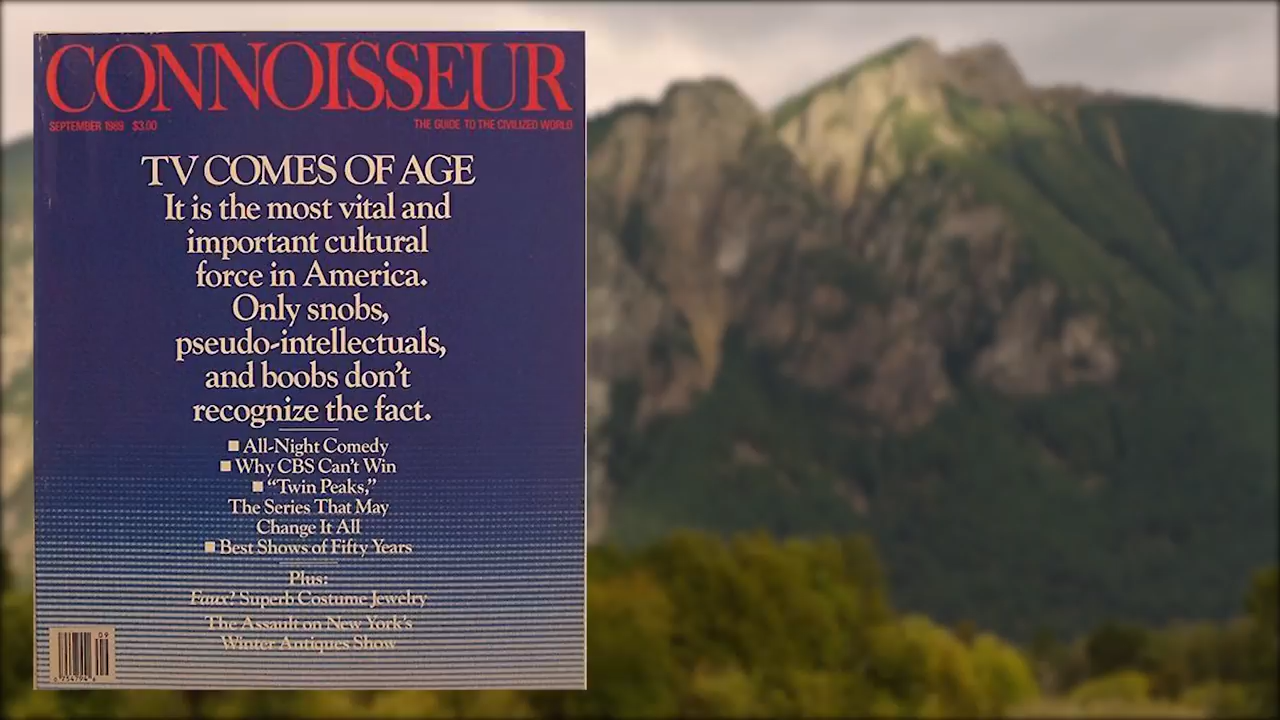 CONNOISSEUR
SEPTEMBER 1989 $3.00 THE GUIDE TO THE CIVILIZED WORLD
TV COMES OF AGE
It is the most vital and
important cultural
force in America.
Only snobs,
pseudo-intellectuals,
and boobs don't
recognize the fact.
■ All-Night Comedy
■ Why CBS Can't Win
■ "Twin Peaks,"
The Series That May
Change It All
■ Best Shows of Fifty Years
Plus:
Faux? Superb Costume Jewelry
The Assault on New York's
Winter Antiques Show
09